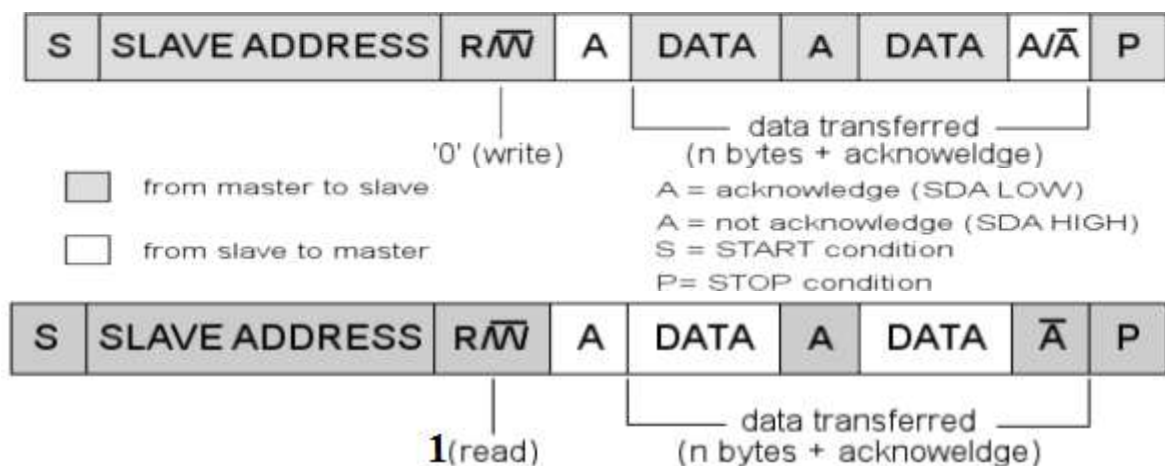 S SLAVE ADDRESS R/W̅ A DATA A DATA A/A̅ P
data transferred
'0' (write) (n bytes + acknoweldge)
from master to slave
A = acknowledge (SDA LOW)
A = not acknowledge (SDA HIGH)
from slave to master
S = START condition
P= STOP condition
S SLAVE ADDRESS R/W̅ A DATA A DATA A̅ P
data transferred
1(read) (n bytes + acknoweldge)